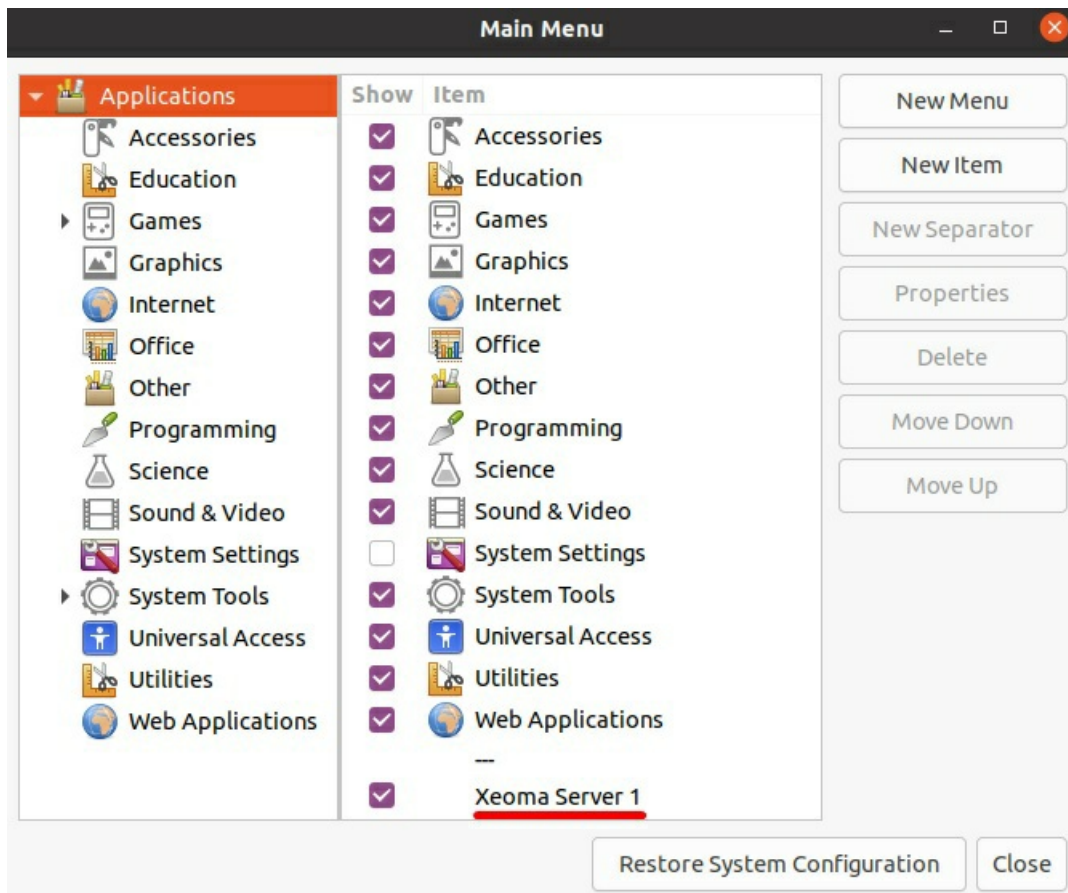 Main Menu
Applications
Accessories
Education
Games
Graphics
Internet
Office
Other
Programming
Science
Sound & Video
System Settings
System Tools
Universal Access
Utilities
Web Applications
Show Item
Accessories
Education
Games
Graphics
Internet
Office
Other
Programming
Science
Sound & Video
System Settings
System Tools
Universal Access
Utilities
Web Applications
---
Xeoma Server 1
New Menu
New Item
New Separator
Properties
Delete
Move Down
Move Up
Restore System Configuration
Close